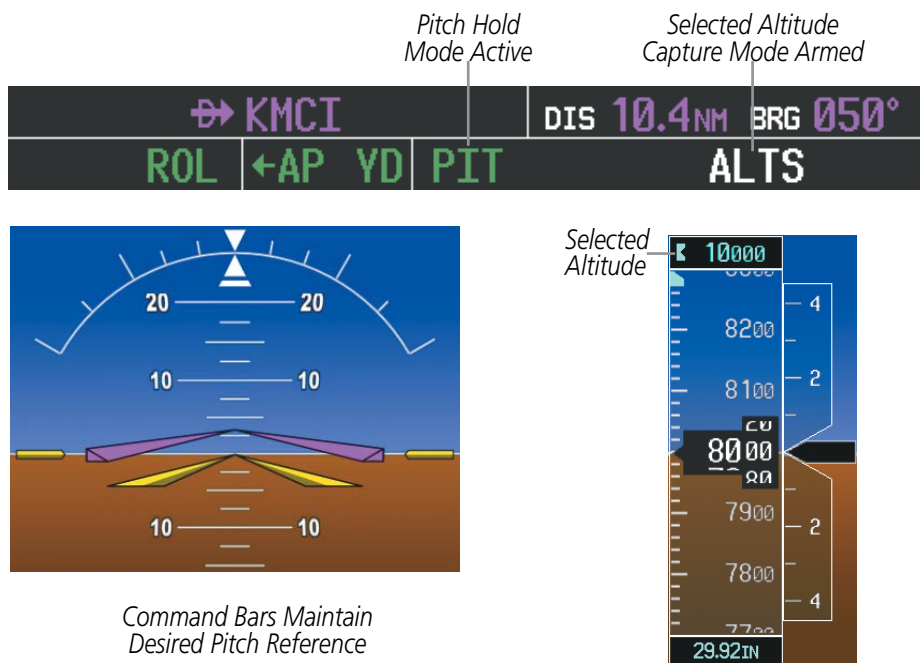 Pitch Hold
Mode Active
Selected Altitude
Capture Mode Armed
KMCI
DIS 10.4NM BRG 050°
ROL ←AP YD PIT ALTS
20 20
10 10
10 10
Command Bars Maintain
Desired Pitch Reference
Selected
Altitude
10000
4
8200
8100 2
8000
80
7900
2
7800
4
29.92IN